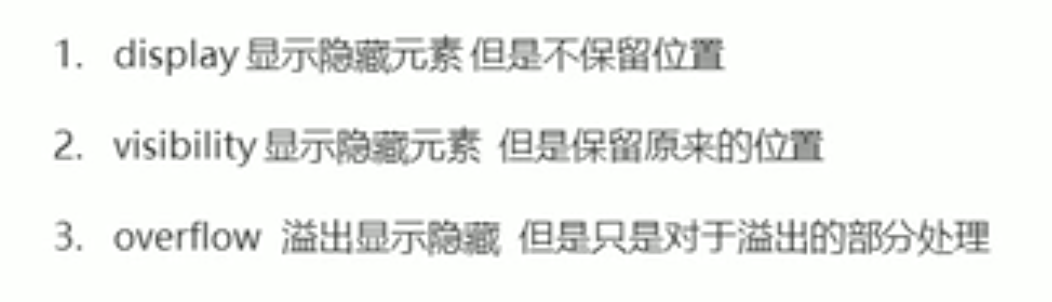 1. display 显示隐藏元素 但是不保留位置
2. visibility 显示隐藏元素 但是保留原来的位置
3. overflow 溢出显示隐藏 但是只是对于溢出的部分处理